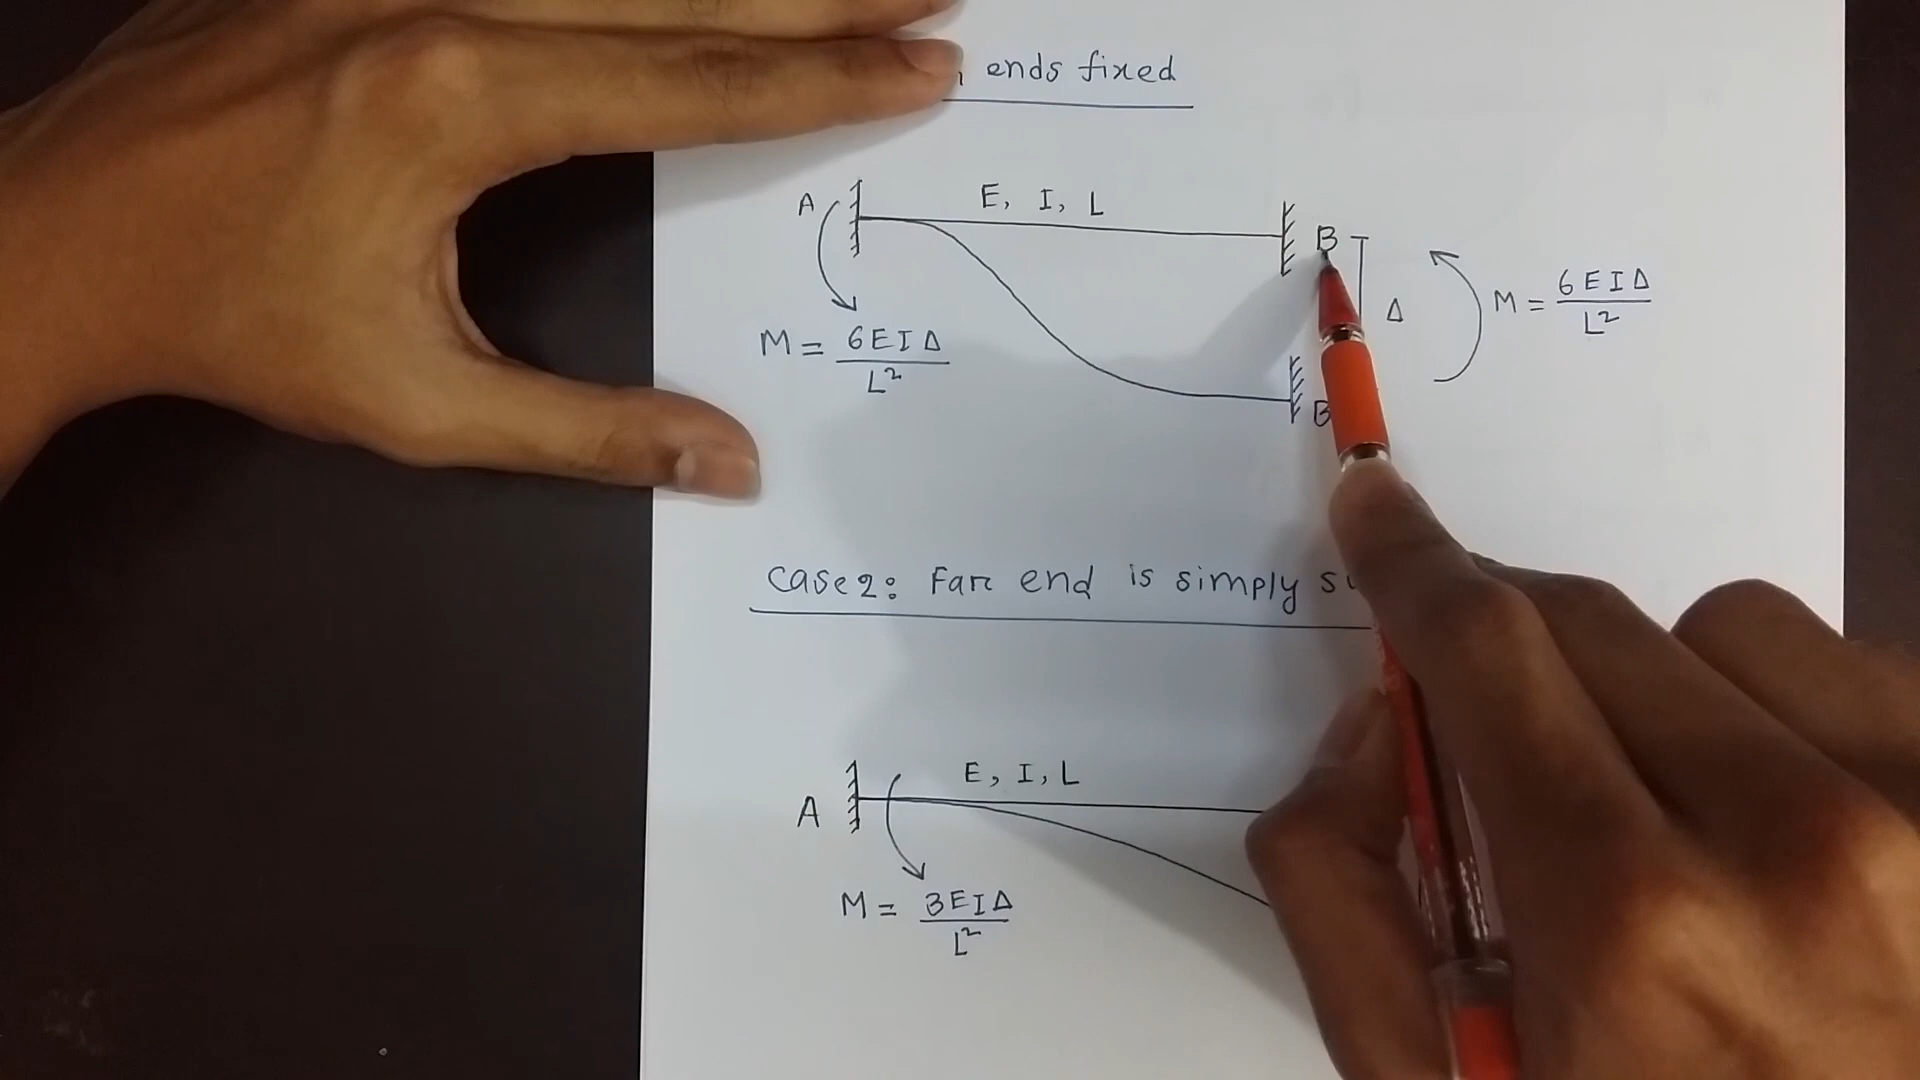 ends fixed
A E, I, L B
Δ
M = 6EIΔ/L²
M = 6EIΔ/L²
B
Case 2: Far end is simply
E, I, L
A
M = 3EIΔ/L²